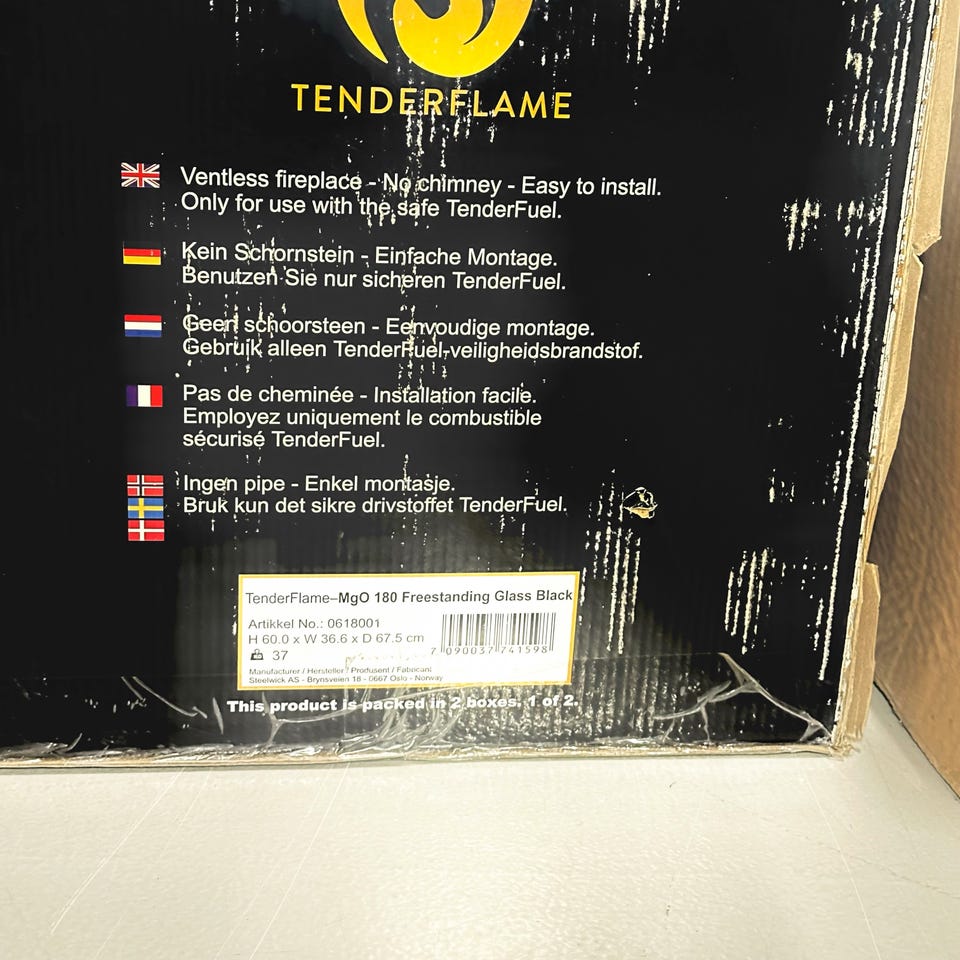 TENDERFLAME
Ventless fireplace - No chimney - Easy to install.
Only for use with the safe TenderFuel.
Kein Schornstein - Einfache Montage.
Benutzen Sie nur sicheren TenderFuel.
Geen schoorsteen - Eenvoudige montage.
Gebruik alleen TenderFuel-veiligheidsbrandstof.
Pas de cheminée - Installation facile.
Employez uniquement le combustible
sécurisé TenderFuel.
Ingen pipe - Enkel montasje.
Bruk kun det sikre drivstoffet TenderFuel.
TenderFlame–MgO 180 Freestanding Glass Black
Artikkel No.: 0618001
H 60.0 x W 36.6 x D 67.5 cm
37
7 090037 741598
Manufacturer / Hersteller / Produsent / Fabricant
Steelwick AS - Brynsveien 18 - 0667 Oslo - Norway
This product is packed in 2 boxes. 1 of 2.